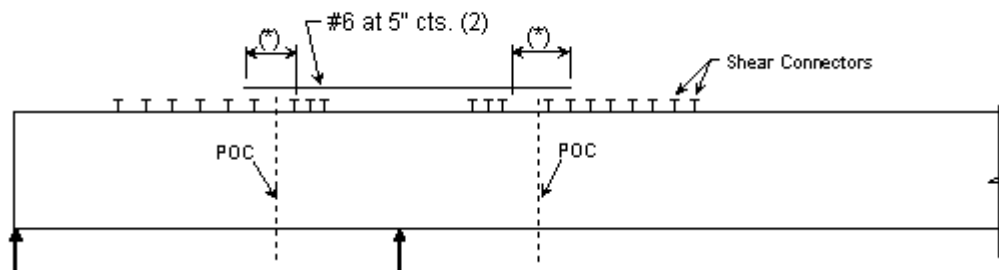 #6 at 5" cts. (2)
(*)
(*)
Shear Connectors
POC
POC